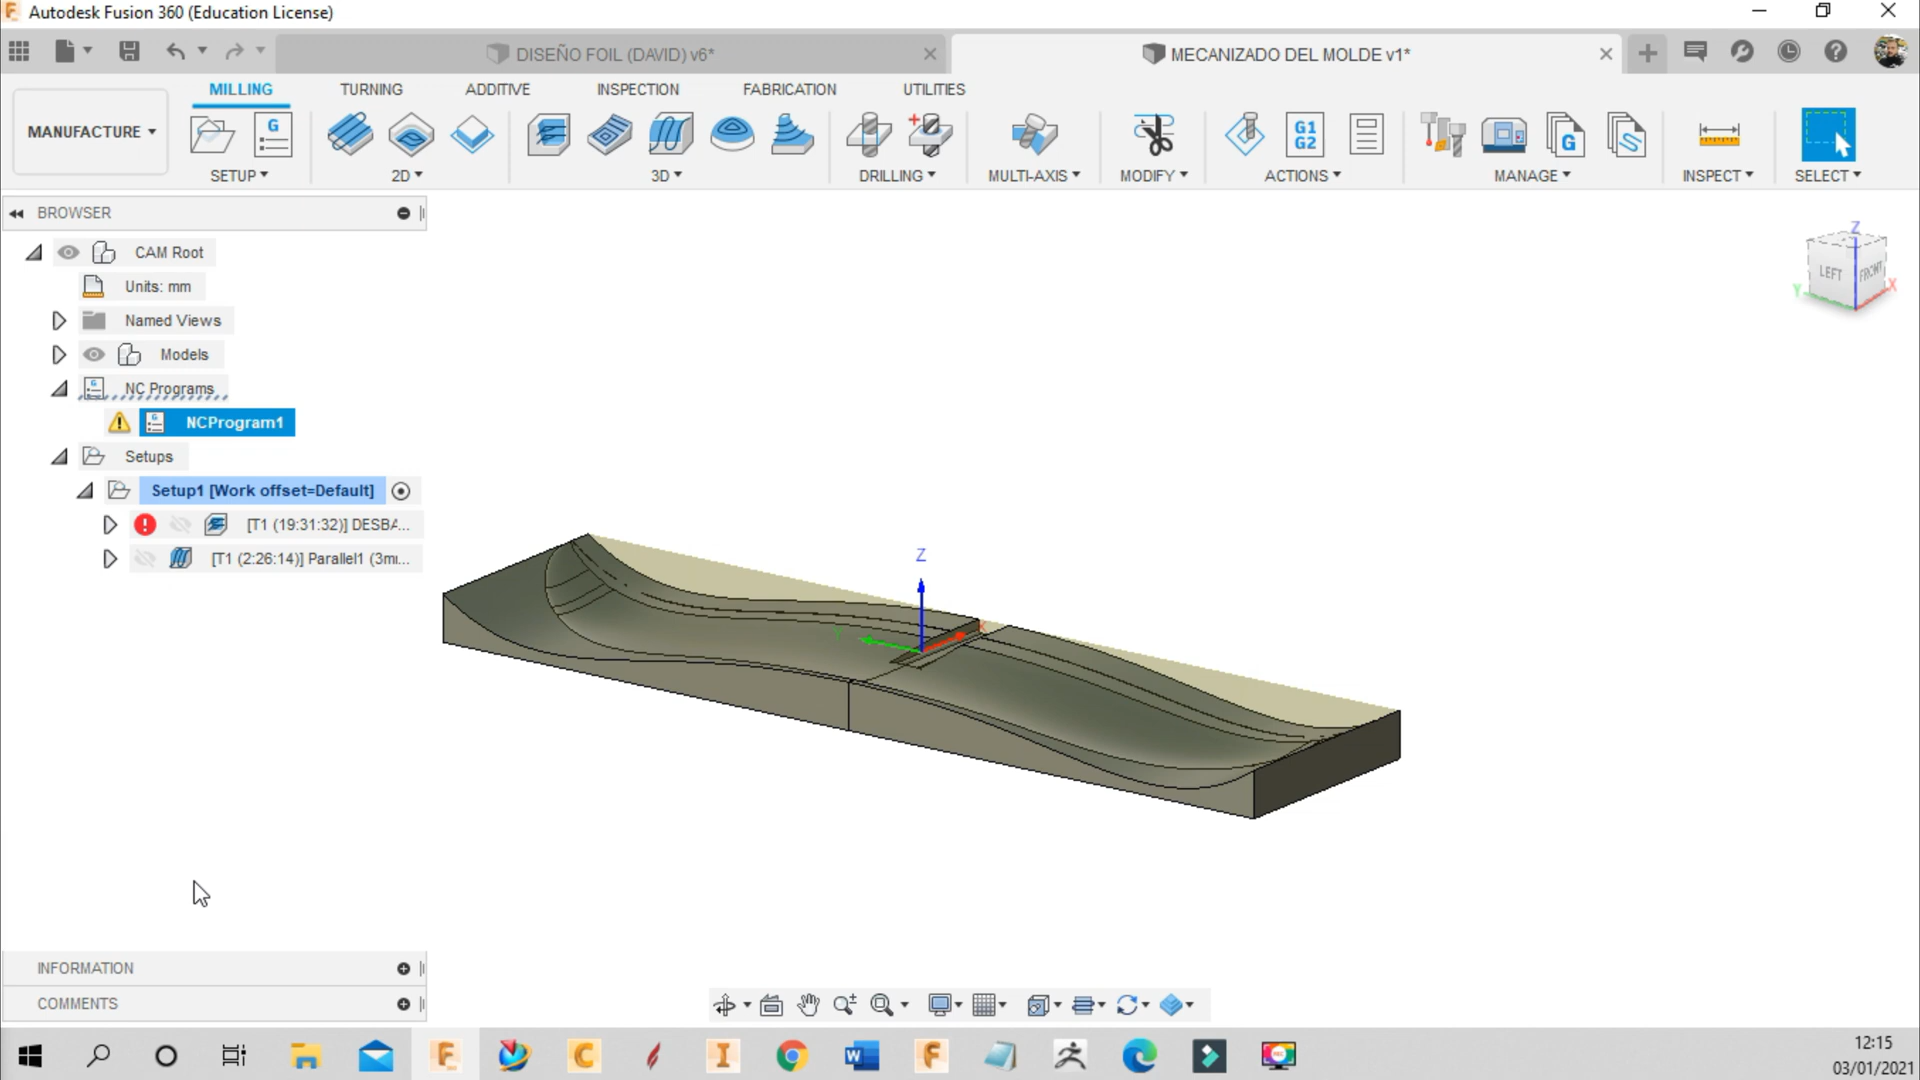 Autodesk Fusion 360 (Education License)
DISEÑO FOIL (DAVID) v6*
MECANIZADO DEL MOLDE v1*
MILLING TURNING ADDITIVE INSPECTION FABRICATION UTILITIES
MANUFACTURE
G
G1
G2
G
SETUP 2D 3D DRILLING MULTI-AXIS MODIFY ACTIONS MANAGE INSPECT SELECT
BROWSER
CAM Root
Units: mm
Named Views
Models
NC Programs
NCProgram1
Setups
Setup1 [Work offset=Default]
[T1 (19:31:32)] DESBA...
[T1 (2:26:14)] Parallel1 (3mi...
Z
LEFT FRONT
Y X
Z
Y X
INFORMATION
COMMENTS
12:15
03/01/2021